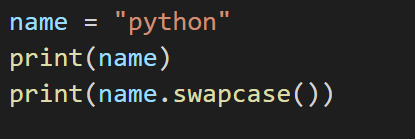 name = "python"
print(name)
print(name.swapcase())